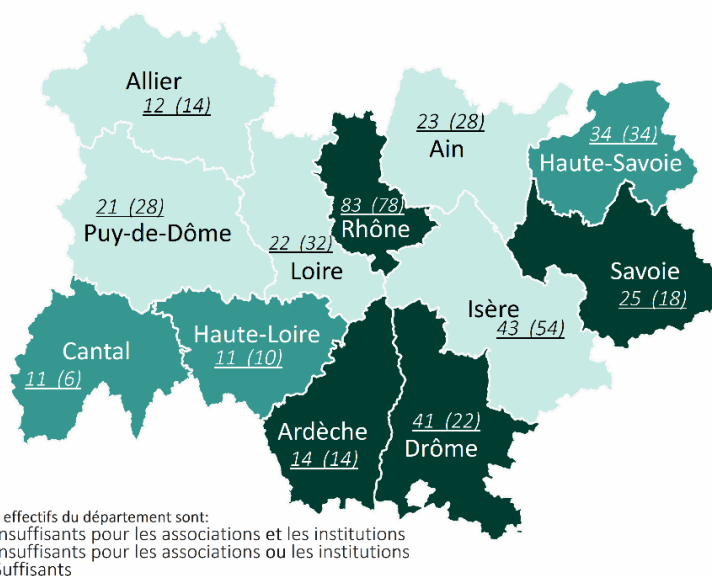 Allier
12 (14)
23 (28)
Ain
34 (34)
Haute-Savoie
21 (28)
Puy-de-Dôme
83 (78)
Rhône
22 (32)
Loire
Savoie
25 (18)
Isère
43 (54)
Haute-Loire
11 (10)
Cantal
11 (6)
Ardèche
14 (14)
41 (22)
Drôme
effectifs du département sont:
nsuffisants pour les associations et les institutions
nsuffisants pour les associations ou les institutions
uffisants